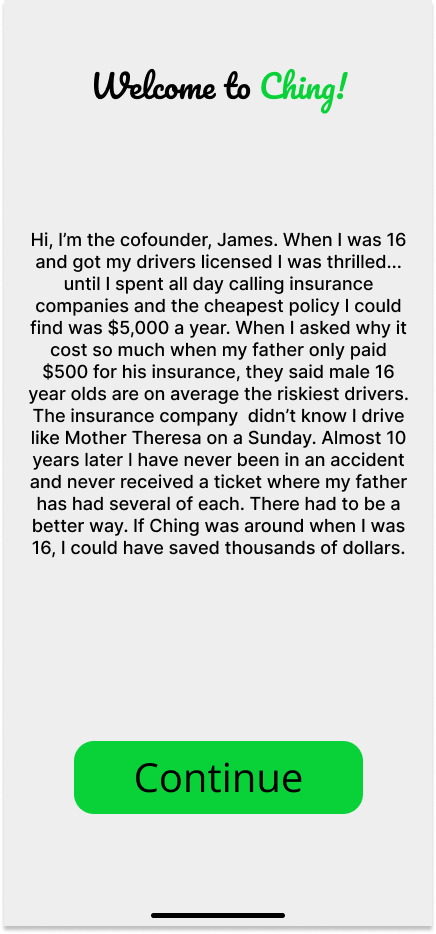 Welcome to Ching!
Hi, I’m the cofounder, James. When I was 16
and got my drivers licensed I was thrilled...
until I spent all day calling insurance
companies and the cheapest policy I could
find was $5,000 a year. When I asked why it
cost so much when my father only paid
$500 for his insurance, they said male 16
year olds are on average the riskiest drivers.
The insurance company  didn’t know I drive
like Mother Theresa on a Sunday. Almost 10
years later I have never been in an accident
and never received a ticket where my father
has had several of each. There had to be a
better way. If Ching was around when I was
16, I could have saved thousands of dollars.
Continue